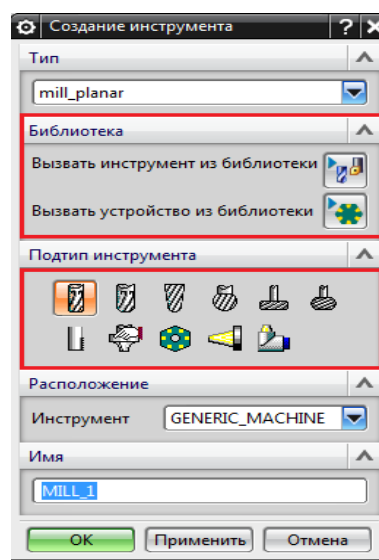 Создание инструмента ?
Тип
mill_planar
Библиотека
Вызвать инструмент из библиотеки
Вызвать устройство из библиотеки
Подтип инструмента
Расположение
Инструмент GENERIC_MACHINE
Имя
MILL_1
ОК Применить Отмена